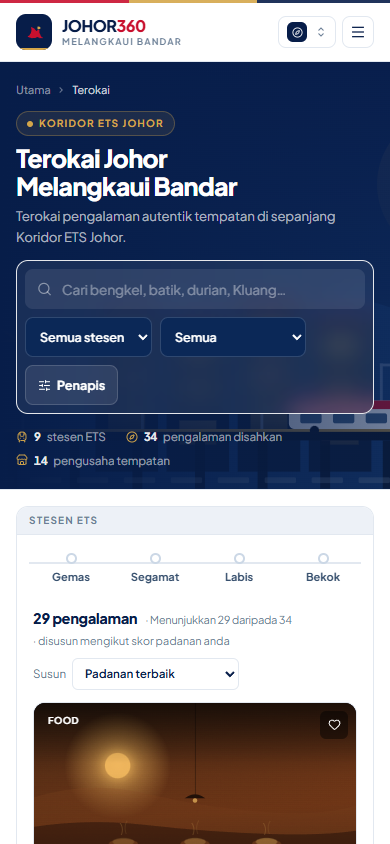 JOHOR360
MELANGKAUI BANDAR
Utama > Terokai
KORIDOR ETS JOHOR
Terokai Johor
Melangkaui Bandar
Terokai pengalaman autentik tempatan di sepanjang
Koridor ETS Johor.
Cari bengkel, batik, durian, Kluang...
Semua stesen Semua
Penapis
9 stesen ETS 34 pengalaman disahkan
14 pengusaha tempatan
STESEN ETS
Gemas Segamat Labis Bekok
29 pengalaman · Menunjukkan 29 daripada 34
· disusun mengikut skor padanan anda
Susun Padanan terbaik
FOOD